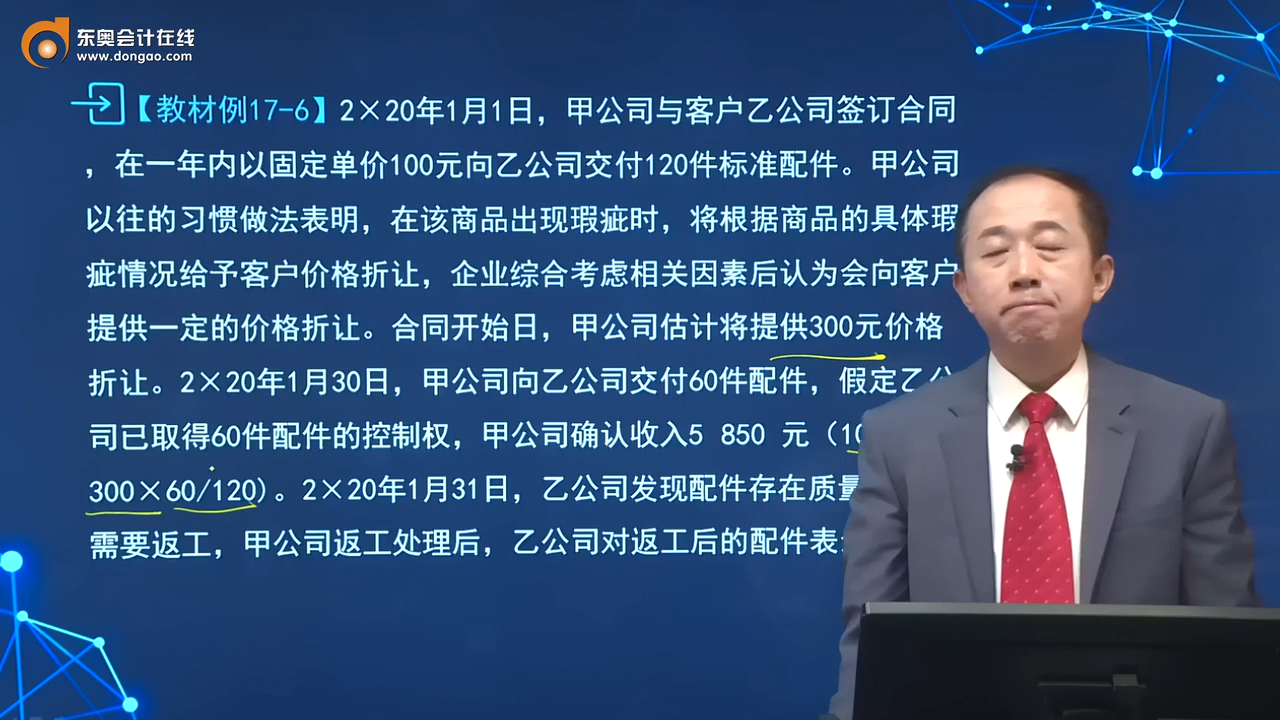 东奥会计在线
www.dongao.com
【教材例17-6】2×20年1月1日，甲公司与客户乙公司签订合同
，在一年内以固定单价100元向乙公司交付120件标准配件。甲公司
以往的习惯做法表明，在该商品出现瑕疵时，将根据商品的具体瑕
疵情况给予客户价格折让，企业综合考虑相关因素后认为会向客户
提供一定的价格折让。合同开始日，甲公司估计将提供300元价格
折让。2×20年1月30日，甲公司向乙公司交付60件配件，假定乙公
司已取得60件配件的控制权，甲公司确认收入5 850 元（10
300×60/120)。2×20年1月31日，乙公司发现配件存在质量
需要返工，甲公司返工处理后，乙公司对返工后的配件表